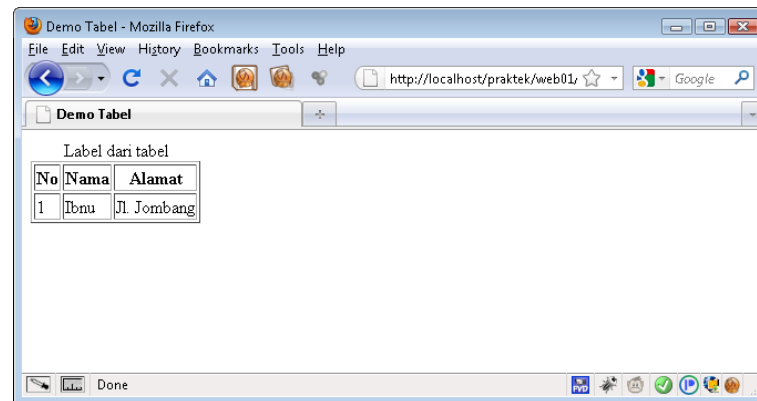 Demo Tabel - Mozilla Firefox
File Edit View History Bookmarks Tools Help
http://localhost/praktek/web01/ Google
Demo Tabel
Label dari tabel
No Nama Alamat
1 Ibnu Jl. Jombang
Done PVD